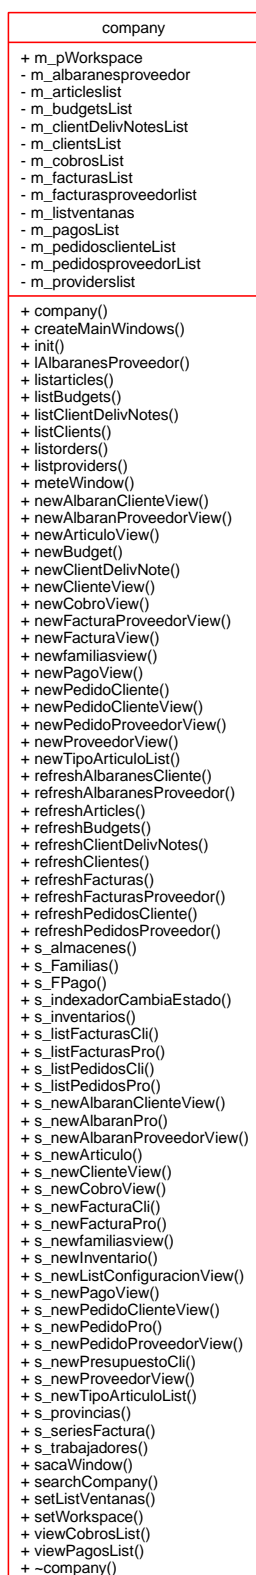 company
+ m_pWorkspace
- m_albaranesproveedor
- m_articleslist
- m_budgetsList
- m_clientDelivNotesList
- m_clientsList
- m_cobrosList
- m_facturasList
- m_facturasproveedorlist
- m_listventanas
- m_pagosList
- m_pedidosclienteList
- m_pedidosproveedorList
- m_providerslist
+ company()
+ createMainWindows()
+ init()
+ lAlbaranesProveedor()
+ listarticles()
+ listBudgets()
+ listClientDelivNotes()
+ listClients()
+ listorders()
+ listproviders()
+ meteWindow()
+ newAlbaranClienteView()
+ newAlbaranProveedorView()
+ newArticuloView()
+ newBudget()
+ newClientDelivNote()
+ newClienteView()
+ newCobroView()
+ newFacturaProveedorView()
+ newFacturaView()
+ newfamiliasview()
+ newPagoView()
+ newPedidoCliente()
+ newPedidoClienteView()
+ newPedidoProveedorView()
+ newProveedorView()
+ newTipoArticuloList()
+ refreshAlbaranesCliente()
+ refreshAlbaranesProveedor()
+ refreshArticles()
+ refreshBudgets()
+ refreshClientDelivNotes()
+ refreshClientes()
+ refreshFacturas()
+ refreshFacturasProveedor()
+ refreshPedidosCliente()
+ refreshPedidosProveedor()
+ s_almacenes()
+ s_Familias()
+ s_FPago()
+ s_indexadorCambiaEstado()
+ s_inventarios()
+ s_listFacturasCli()
+ s_listFacturasPro()
+ s_listPedidosCli()
+ s_listPedidosPro()
+ s_newAlbaranClienteView()
+ s_newAlbaranPro()
+ s_newAlbaranProveedorView()
+ s_newArticulo()
+ s_newClienteView()
+ s_newCobroView()
+ s_newFacturaCli()
+ s_newFacturaPro()
+ s_newfamiliasview()
+ s_newInventario()
+ s_newListConfiguracionView()
+ s_newPagoView()
+ s_newPedidoClienteView()
+ s_newPedidoPro()
+ s_newPedidoProveedorView()
+ s_newPresupuestoCli()
+ s_newProveedorView()
+ s_newTipoArticuloList()
+ s_provincias()
+ s_seriesFactura()
+ s_trabajadores()
+ sacaWindow()
+ searchCompany()
+ setListVentanas()
+ setWorkspace()
+ viewCobrosList()
+ viewPagosList()
+ ~company()